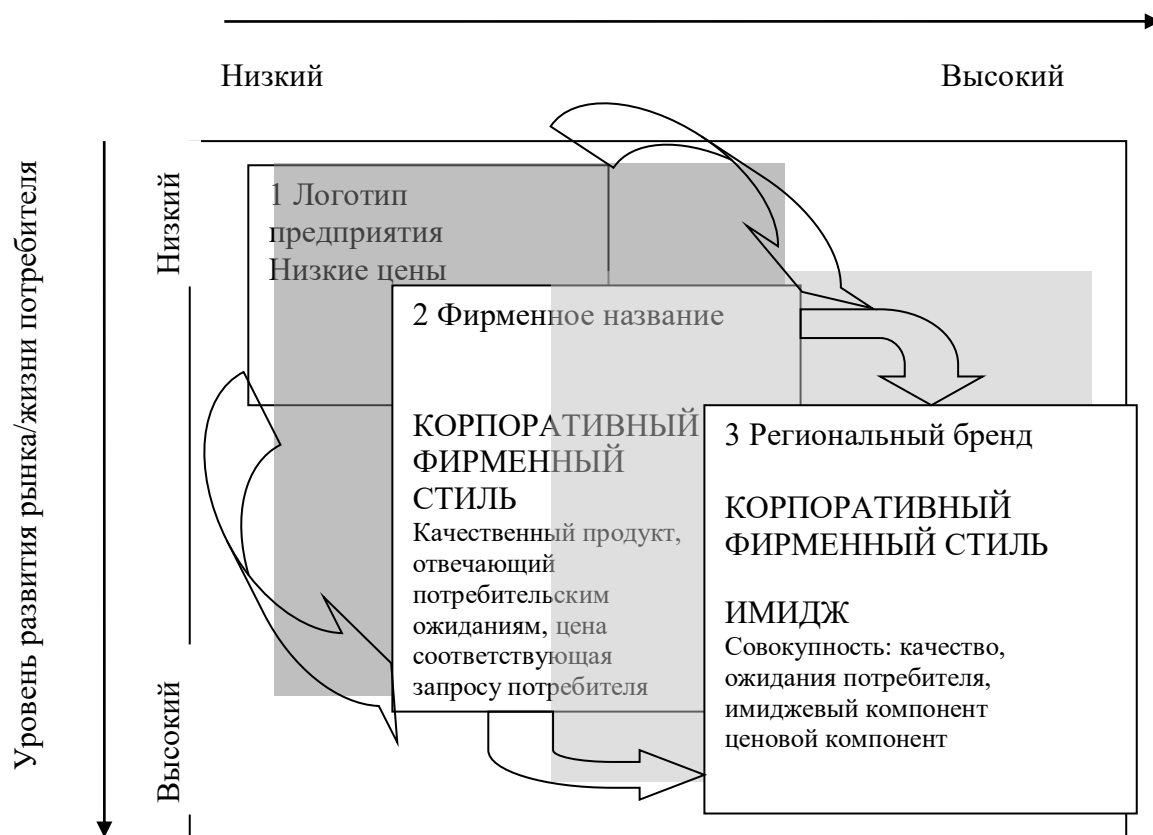 Низкий
Высокий
Уровень развития рынка/жизни потребителя
Низкий
Высокий
1 Логотип
предприятия
Низкие цены
2 Фирменное название
КОРПОРАТИВНЫЙ
ФИРМЕННЫЙ
СТИЛЬ
Качественный продукт,
отвечающий
потребительским
ожиданиям, цена
соответствующая
запросу потребителя
3 Региональный бренд
КОРПОРАТИВНЫЙ
ФИРМЕННЫЙ СТИЛЬ
ИМИДЖ
Совокупность: качество,
ожидания потребителя,
имиджевый компонент
ценовой компонент